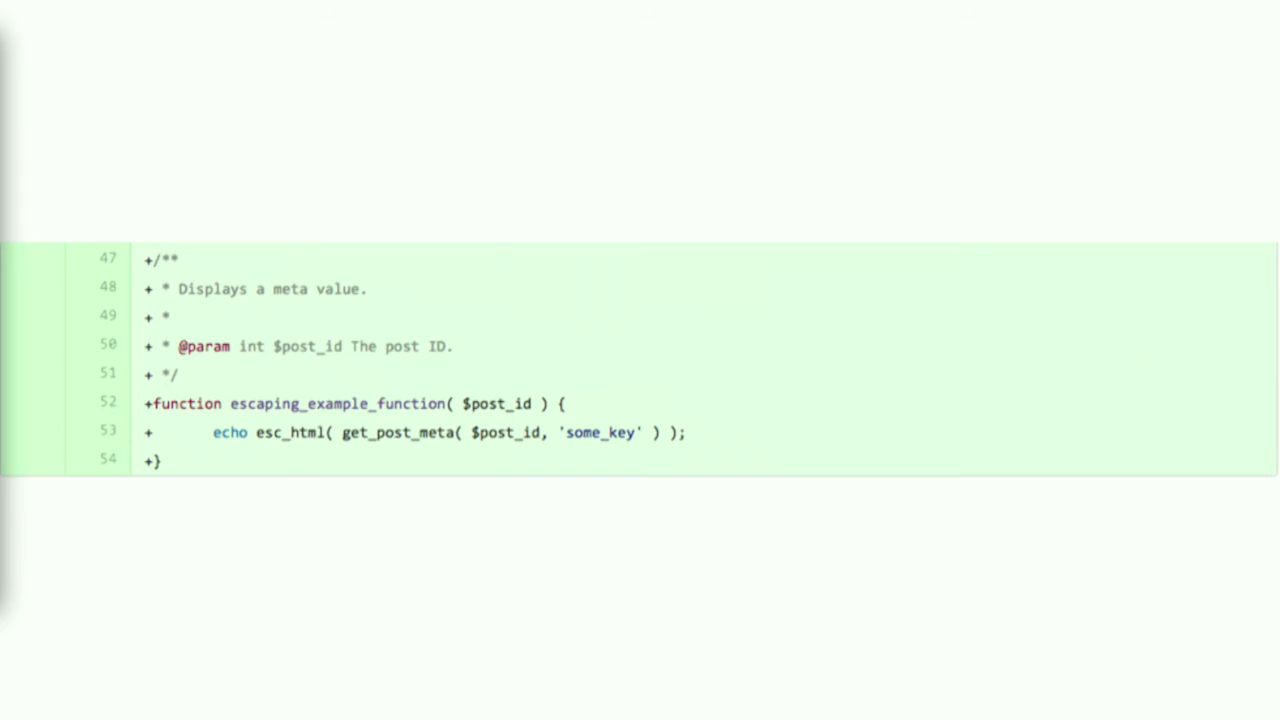 47 +/**
48 + * Displays a meta value.
49 + *
50 + * @param int $post_id The post ID.
51 + */
52 +function escaping_example_function( $post_id ) {
53 +       echo esc_html( get_post_meta( $post_id, 'some_key' ) );
54 +}